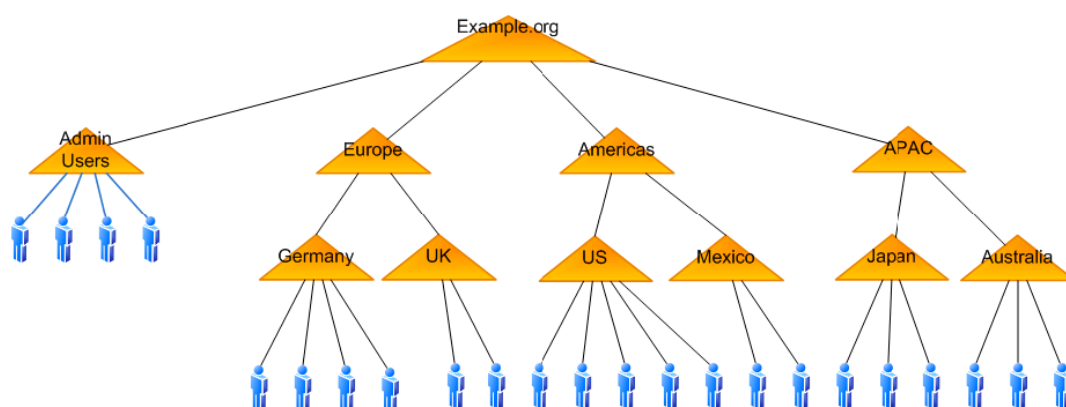 Example.org
Admin
Users
Europe
Americas
APAC
Germany
UK
US
Mexico
Japan
Australia